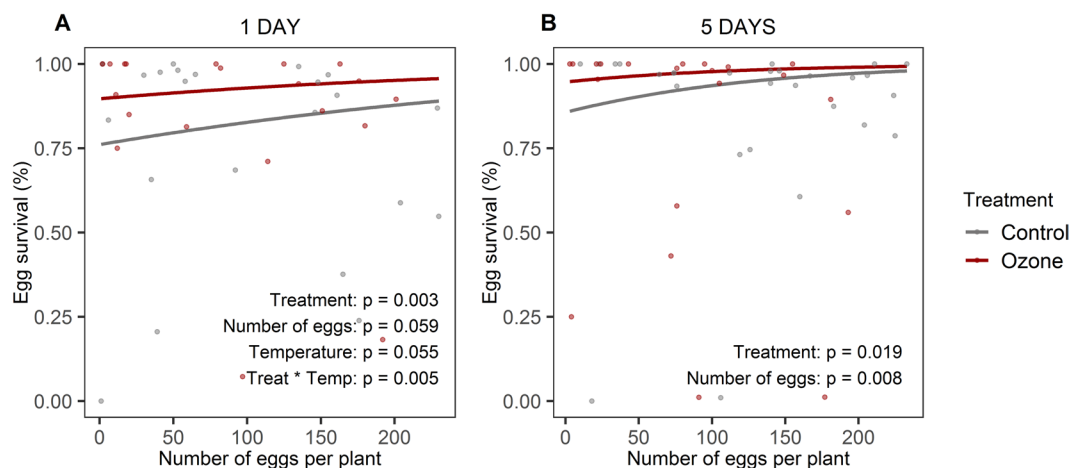 A
1 DAY
Egg survival (%)
1.00
0.75
0.50
0.25
0.00
Treatment: p = 0.003
Number of eggs: p = 0.059
Temperature: p = 0.055
Treat * Temp: p = 0.005
0 50 100 150 200
Number of eggs per plant
B
5 DAYS
Egg survival (%)
1.00
0.75
0.50
0.25
0.00
Treatment: p = 0.019
Number of eggs: p = 0.008
0 50 100 150 200
Number of eggs per plant
Treatment
Control
Ozone